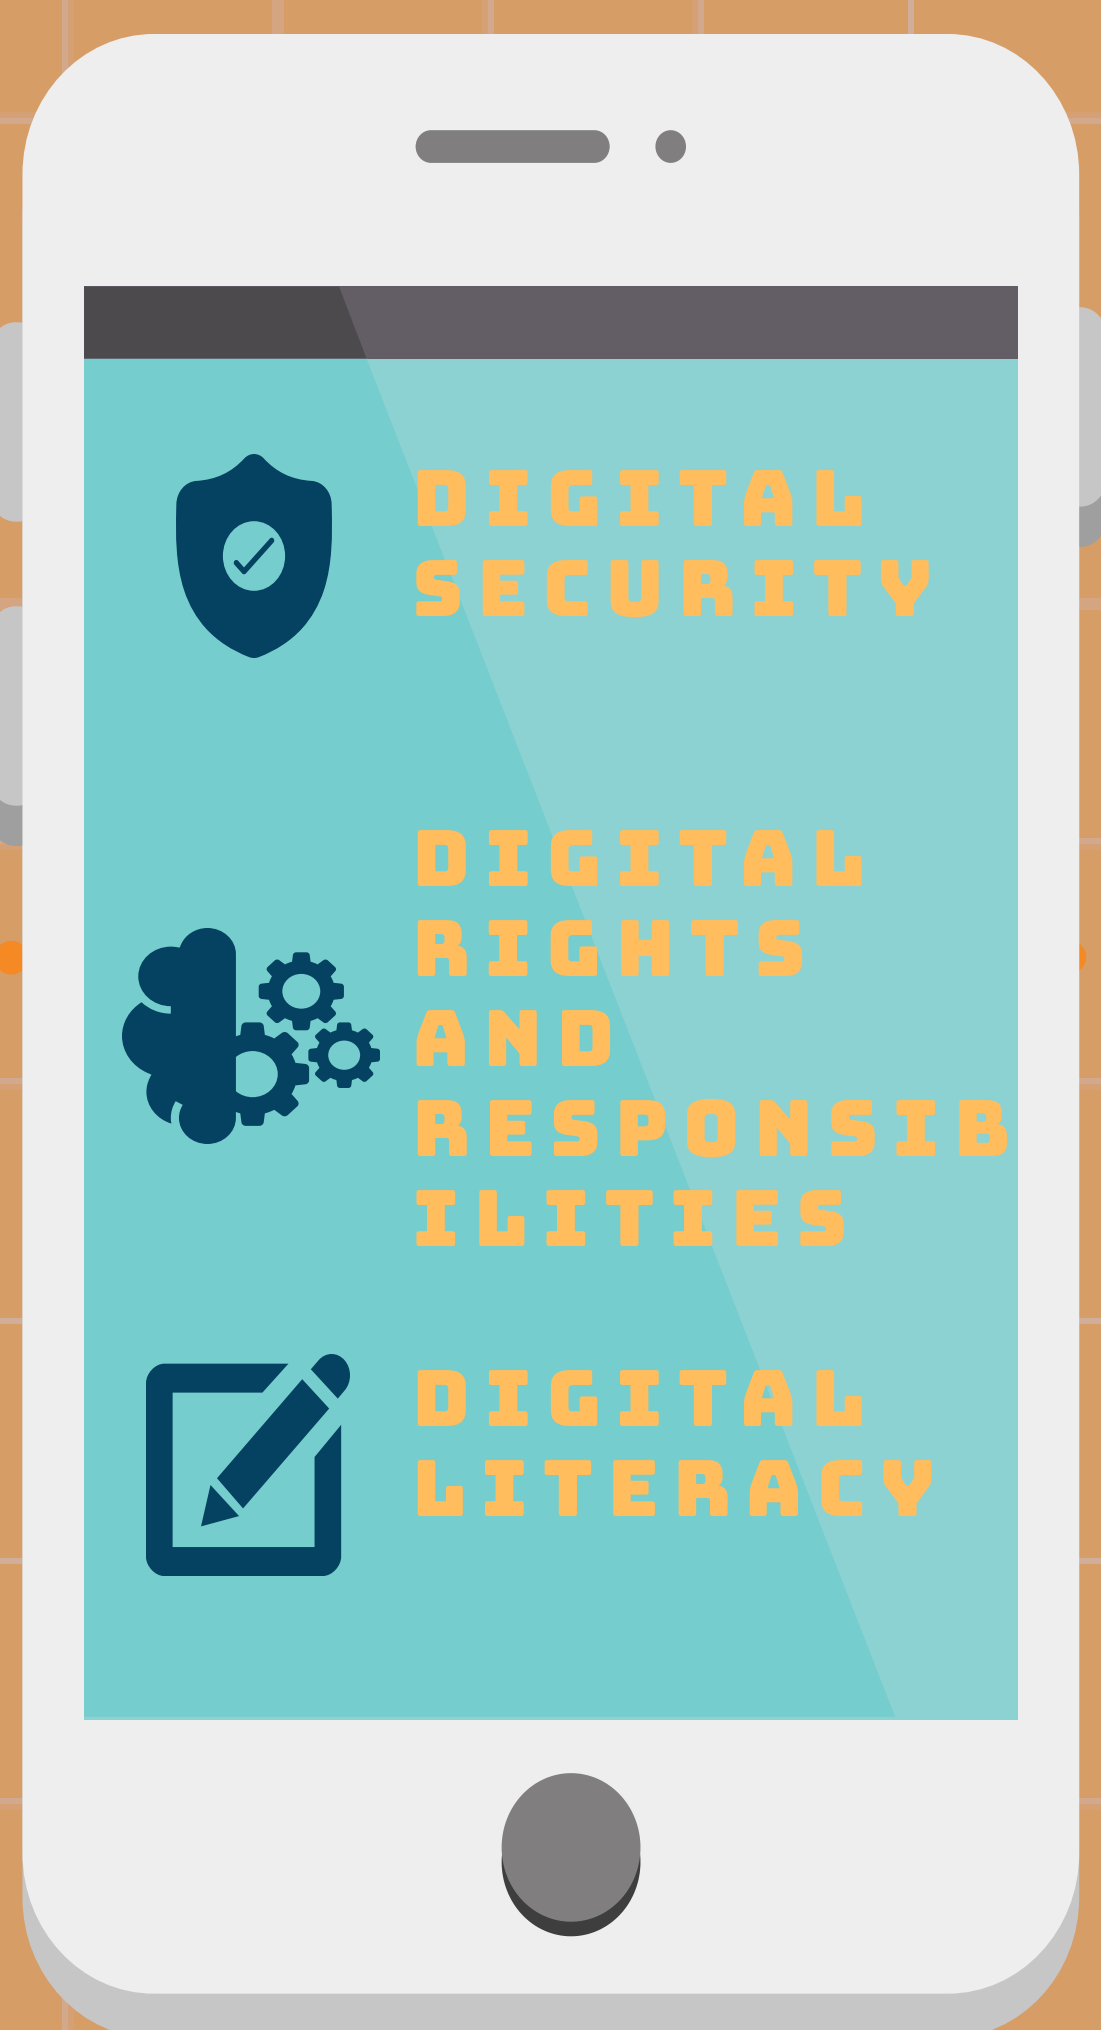 DIGITAL
SECURITY
DIGITAL
RIGHTS
AND
RESPONSIB
ILITIES
DIGITAL
LITERACY